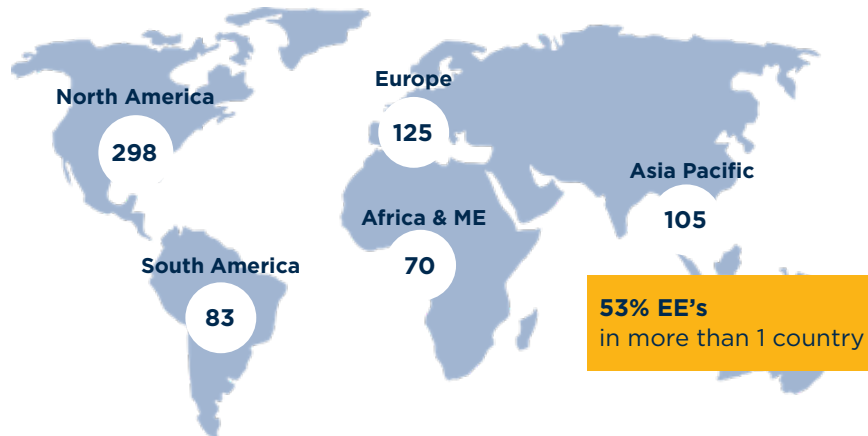 North America
298
Europe
125
Asia Pacific
105
Africa & ME
70
South America
83
53% EE’s
in more than 1 country